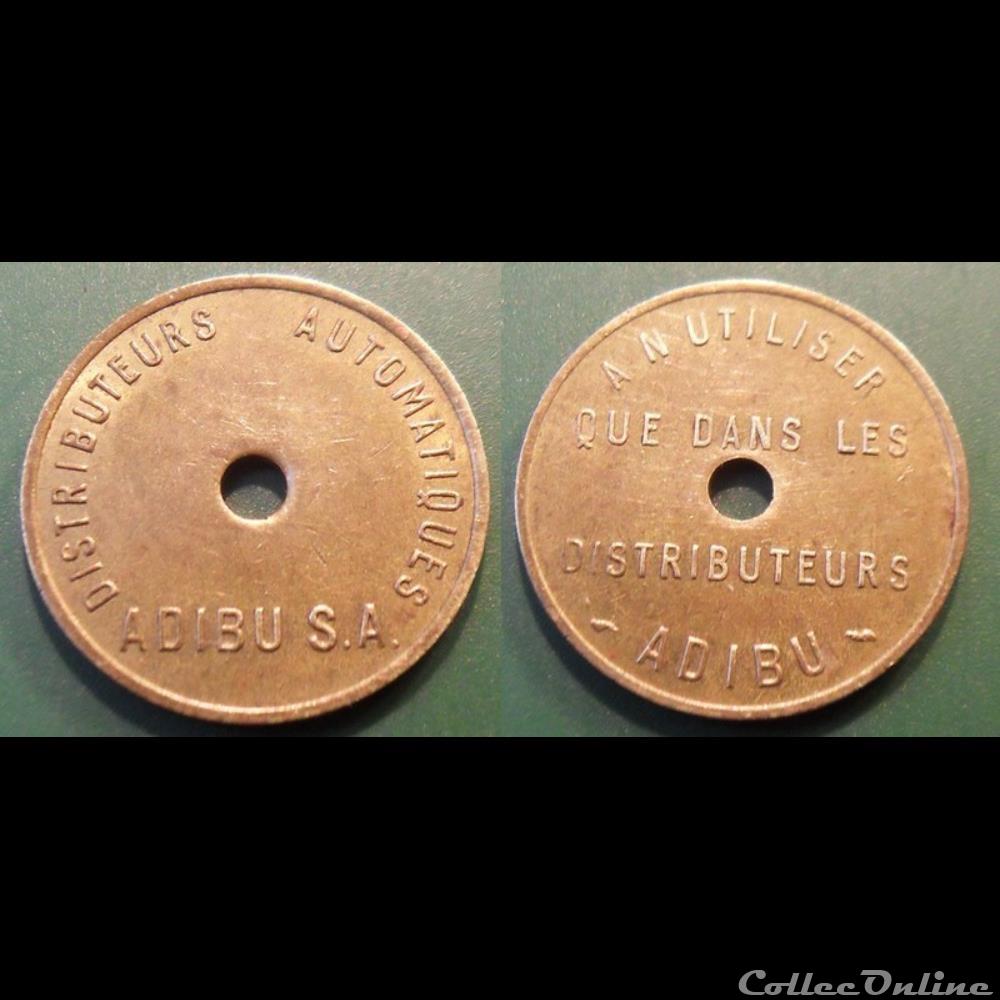 DISTRIBUTEURS AUTOMATIQUES
ADIBU S.A.
A N UTILISER
QUE DANS LES
DISTRIBUTEURS
- ADIBU -
CollecOnline